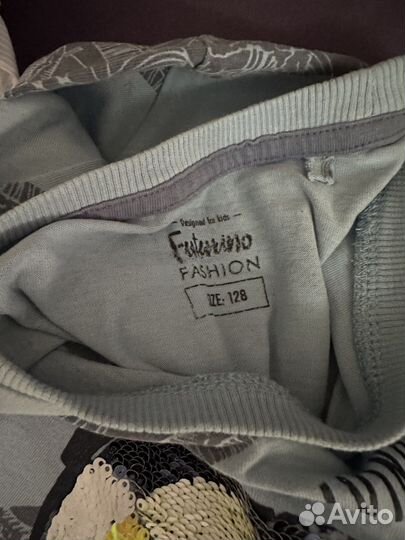 — Designed for kids —
Futurino
FASHION
SIZE: 128
Avito